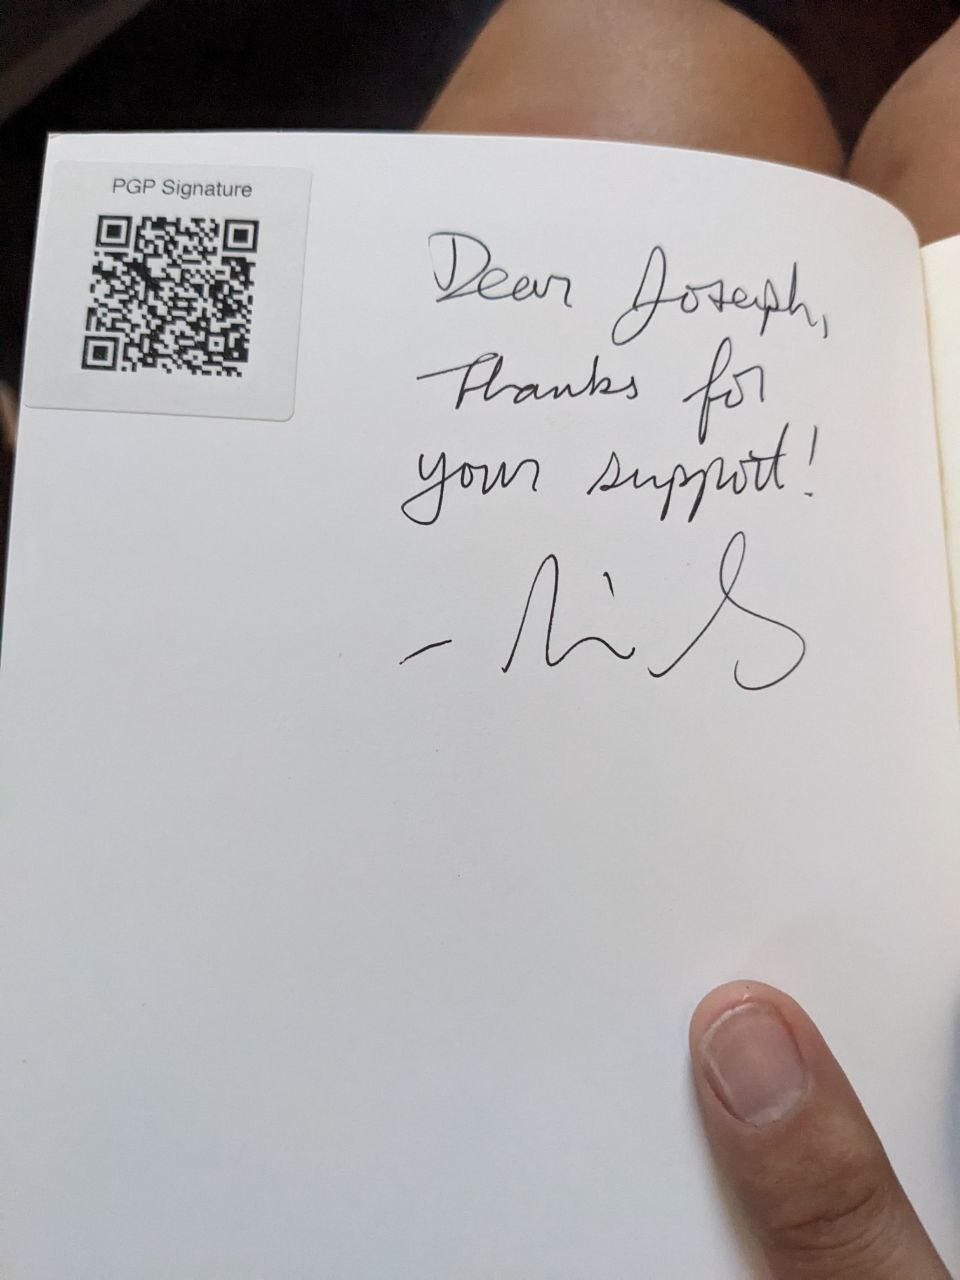 PGP Signature
Dear Joseph,
Thanks for
your support!